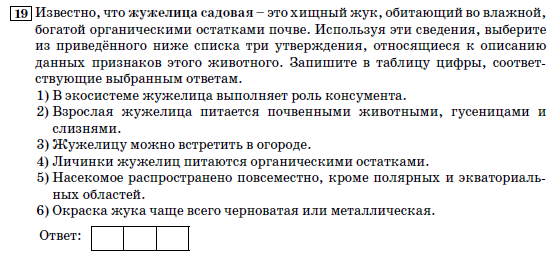 19 Известно, что жужелица садовая – это хищный жук, обитающий во влажной,
богатой органическими остатками почве. Используя эти сведения, выберите
из приведённого ниже списка три утверждения, относящиеся к описанию
данных признаков этого животного. Запишите в таблицу цифры, соответ-
ствующие выбранным ответам.
1) В экосистеме жужелица выполняет роль консумента.
2) Взрослая жужелица питается почвенными животными, гусеницами и
слизнями.
3) Жужелицу можно встретить в огороде.
4) Личинки жужелиц питаются органическими остатками.
5) Насекомое распространено повсеместно, кроме полярных и экваториаль-
ных областей.
6) Окраска жука чаще всего черноватая или металлическая.
Ответ: